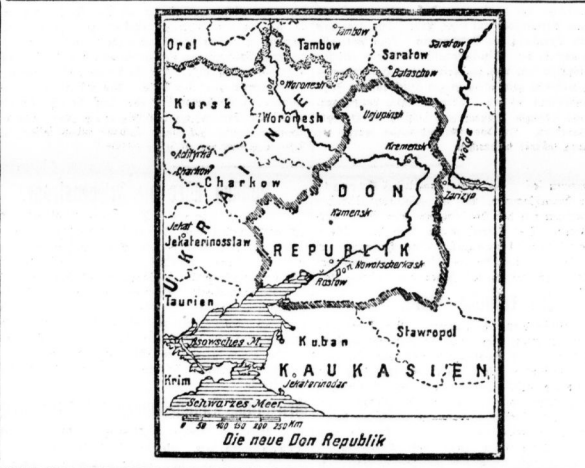 Tambow
Orel
Tambow
Saratow
Saratow
Balaschow
Woronesh
Kursk
Urjupinsk
Woronesh
Wolga
Kremensk
Charkow
Charkow
DON
Zarizyn
Kamensk
Jekat
Jekaterinosslaw
REPUBLIK
Nowotscherkask
Rostow
UKRAINE
Taurien
Asowsches M.
Kuban
Stawropol
KAUKASIEN
Krim
Jekaterinodar
Schwarzes Meer
0 50 100 150 200 250 Km
Die neue Don Republik